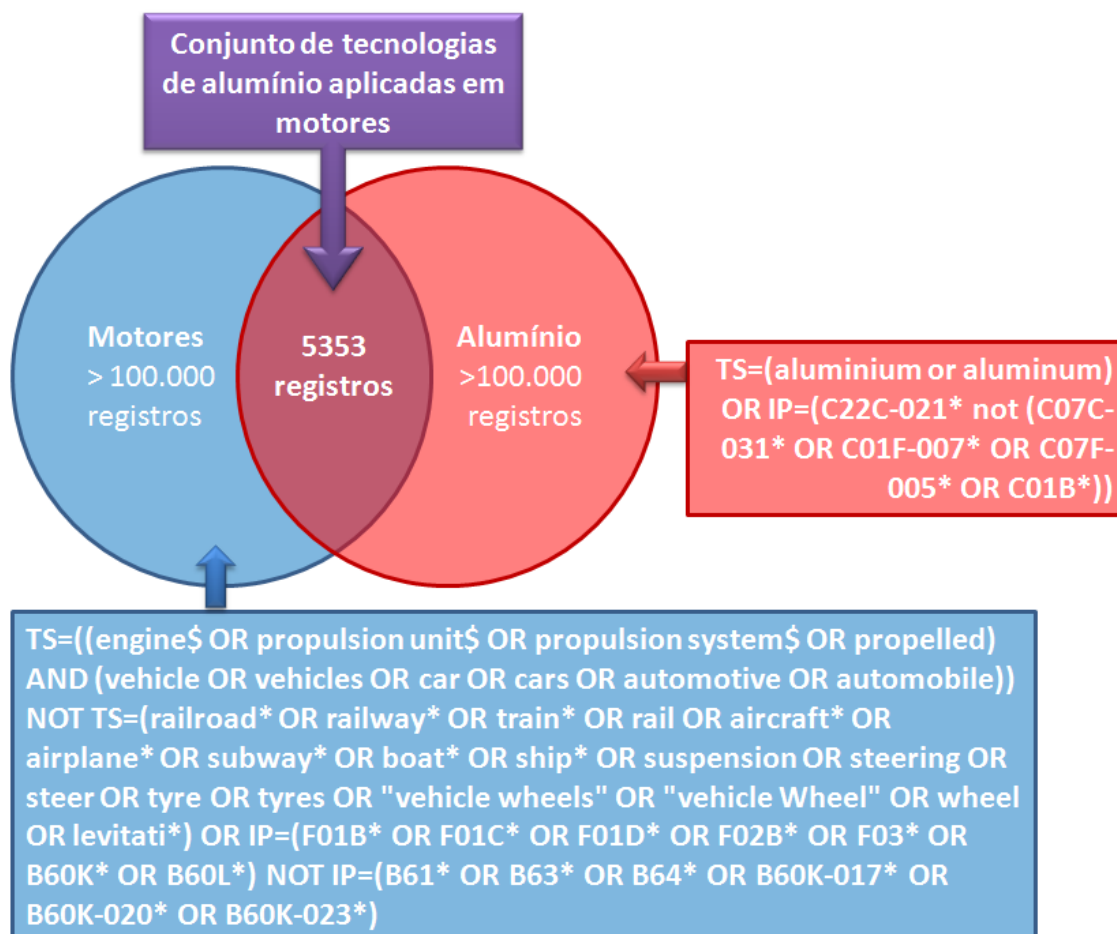 Conjunto de tecnologias
de alumínio aplicadas em
motores
Motores
> 100.000
registros
5353
registros
Alumínio
>100.000
registros
TS=(aluminium or aluminum)
OR IP=(C22C-021* not (C07C-
031* OR C01F-007* OR C07F-
005* OR C01B*))
TS=((engine$ OR propulsion unit$ OR propulsion system$ OR propelled)
AND (vehicle OR vehicles OR car OR cars OR automotive OR automobile))
NOT TS=(railroad* OR railway* OR train* OR rail OR aircraft* OR
airplane* OR subway* OR boat* OR ship* OR suspension OR steering OR
steer OR tyre OR tyres OR "vehicle wheels" OR "vehicle Wheel" OR wheel
OR levitati*) OR IP=(F01B* OR F01C* OR F01D* OR F02B* OR F03* OR
B60K* OR B60L*) NOT IP=(B61* OR B63* OR B64* OR B60K-017* OR
B60K-020* OR B60K-023*)